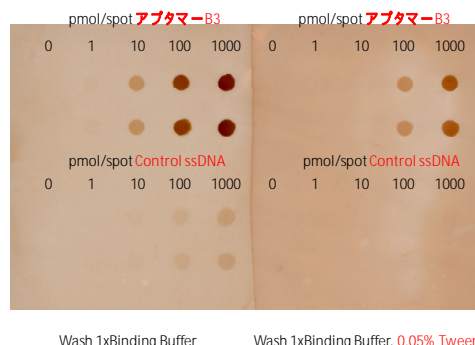 pmol/spot アプタマーB3
0 1 10 100 1000
pmol/spot Control ssDNA
0 1 10 100 1000
Wash 1xBinding Buffer
pmol/spot アプタマーB3
0 1 10 100 1000
pmol/spot Control ssDNA
0 1 10 100 1000
Wash 1xBinding Buffer, 0.05% Tween